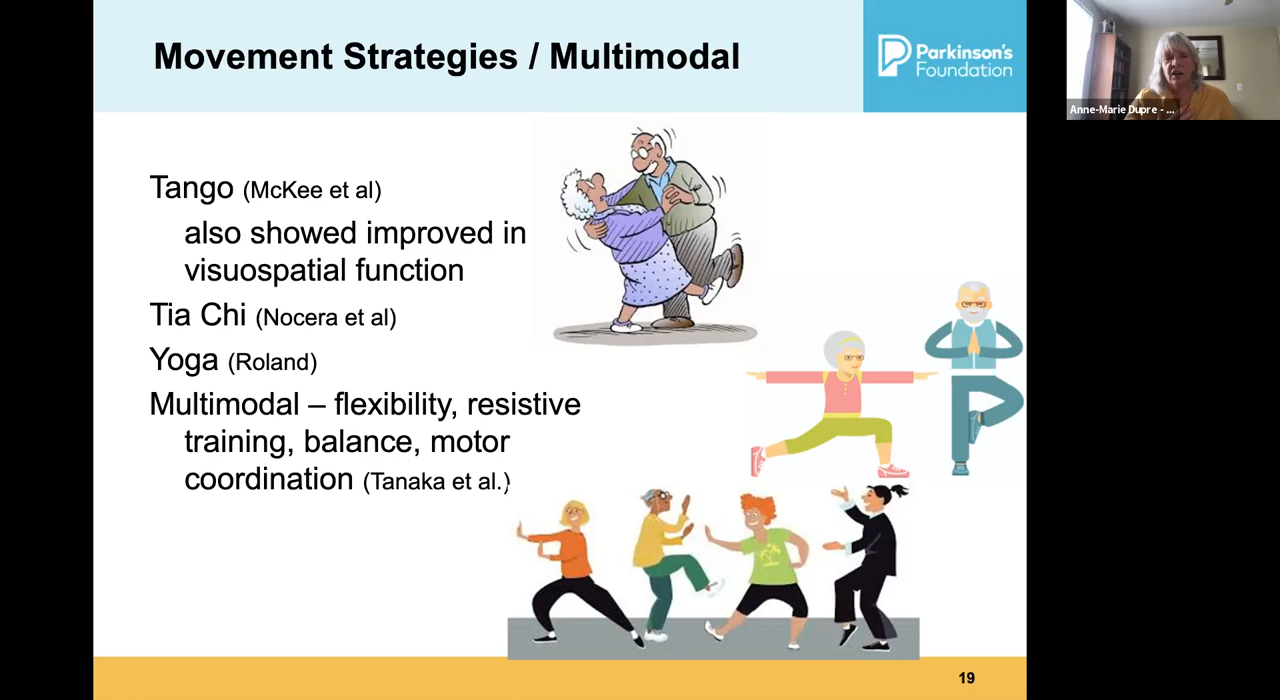 Movement Strategies / Multimodal
Parkinson's
Foundation
Anne-Marie Dupre - ...
Tango (McKee et al)
also showed improved in
visuospatial function
Tia Chi (Nocera et al)
Yoga (Roland)
Multimodal – flexibility, resistive
training, balance, motor
coordination (Tanaka et al.)
19